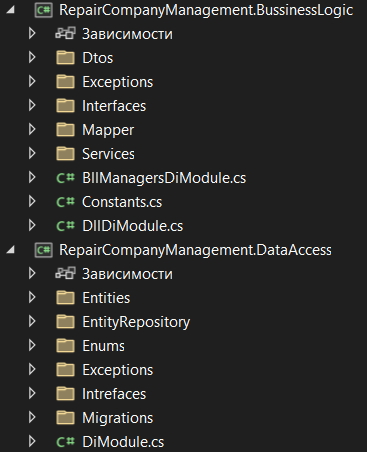 RepairCompanyManagement.BussinessLogic
Зависимости
Dtos
Exceptions
Interfaces
Mapper
Services
BllManagersDiModule.cs
Constants.cs
DllDiModule.cs
RepairCompanyManagement.DataAccess
Зависимости
Entities
EntityRepository
Enums
Exceptions
Intrefaces
Migrations
DiModule.cs